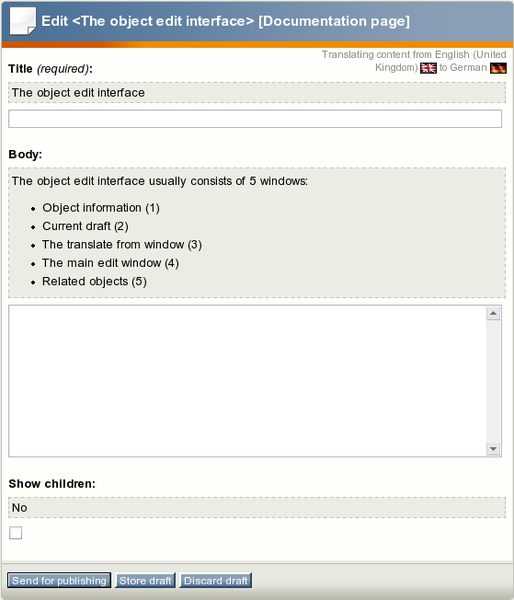 Edit <The object edit interface> [Documentation page]
Translating content from English (United
Kingdom) to German
Title (required):
The object edit interface
Body:
The object edit interface usually consists of 5 windows:
Object information (1)
Current draft (2)
The translate from window (3)
The main edit window (4)
Related objects (5)
Show children:
No
Send for publishing Store draft Discard draft